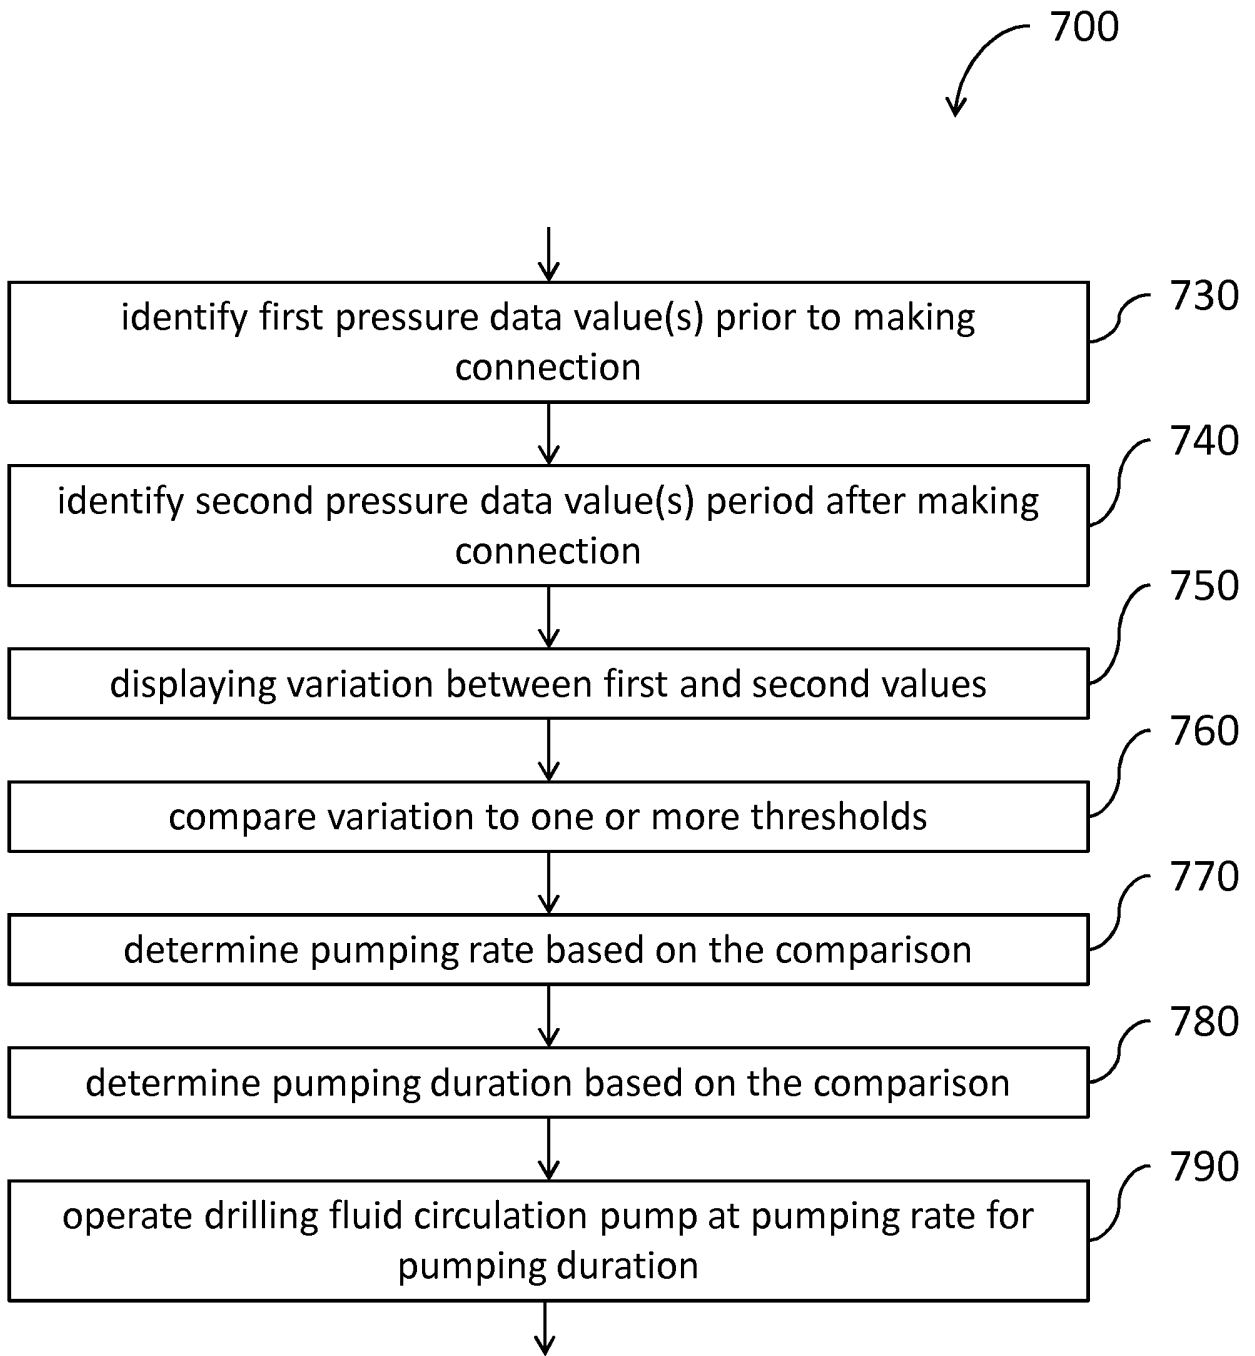 700
identify first pressure data value(s) prior to making
connection
730
identify second pressure data value(s) period after making
connection
740
displaying variation between first and second values
750
compare variation to one or more thresholds
760
determine pumping rate based on the comparison
770
determine pumping duration based on the comparison
780
operate drilling fluid circulation pump at pumping rate for
pumping duration
790